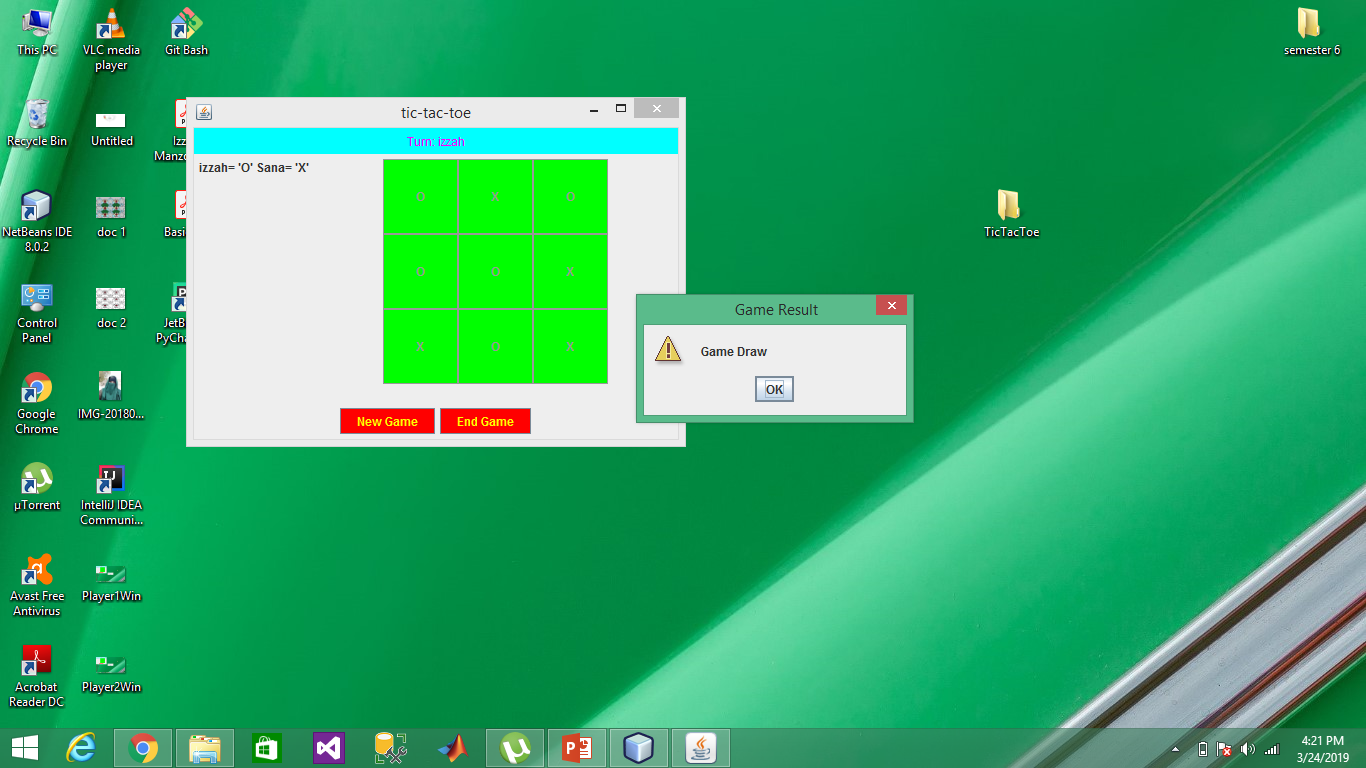 This PC
VLC media
player
Git Bash
semester 6
Recycle Bin
Untitled
Izz
Manzo
NetBeans IDE
8.0.2
doc 1
Basi
Control
Panel
doc 2
JetB
PyCha
Google
Chrome
IMG-20180...
µTorrent
IntelliJ IDEA
Communi...
Avast Free
Antivirus
Player1Win
Acrobat
Reader DC
Player2Win
TicTacToe
tic-tac-toe
Turn: izzah
izzah= 'O' Sana= 'X'
O X O
O O X
X O X
New Game End Game
Game Result
Game Draw
OK
4:21 PM
3/24/2019